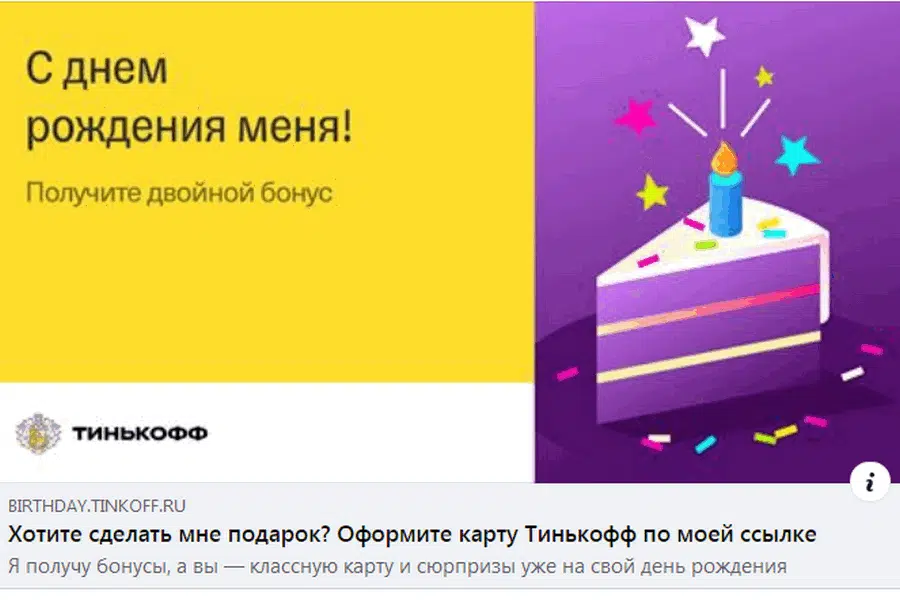 С днем
рождения меня!
Получите двойной бонус
ТИНЬКОФФ
i
BIRTHDAY.TINKOFF.RU
Хотите сделать мне подарок? Оформите карту Тинькофф по моей ссылке
Я получу бонусы, а вы — классную карту и сюрпризы уже на свой день рождения